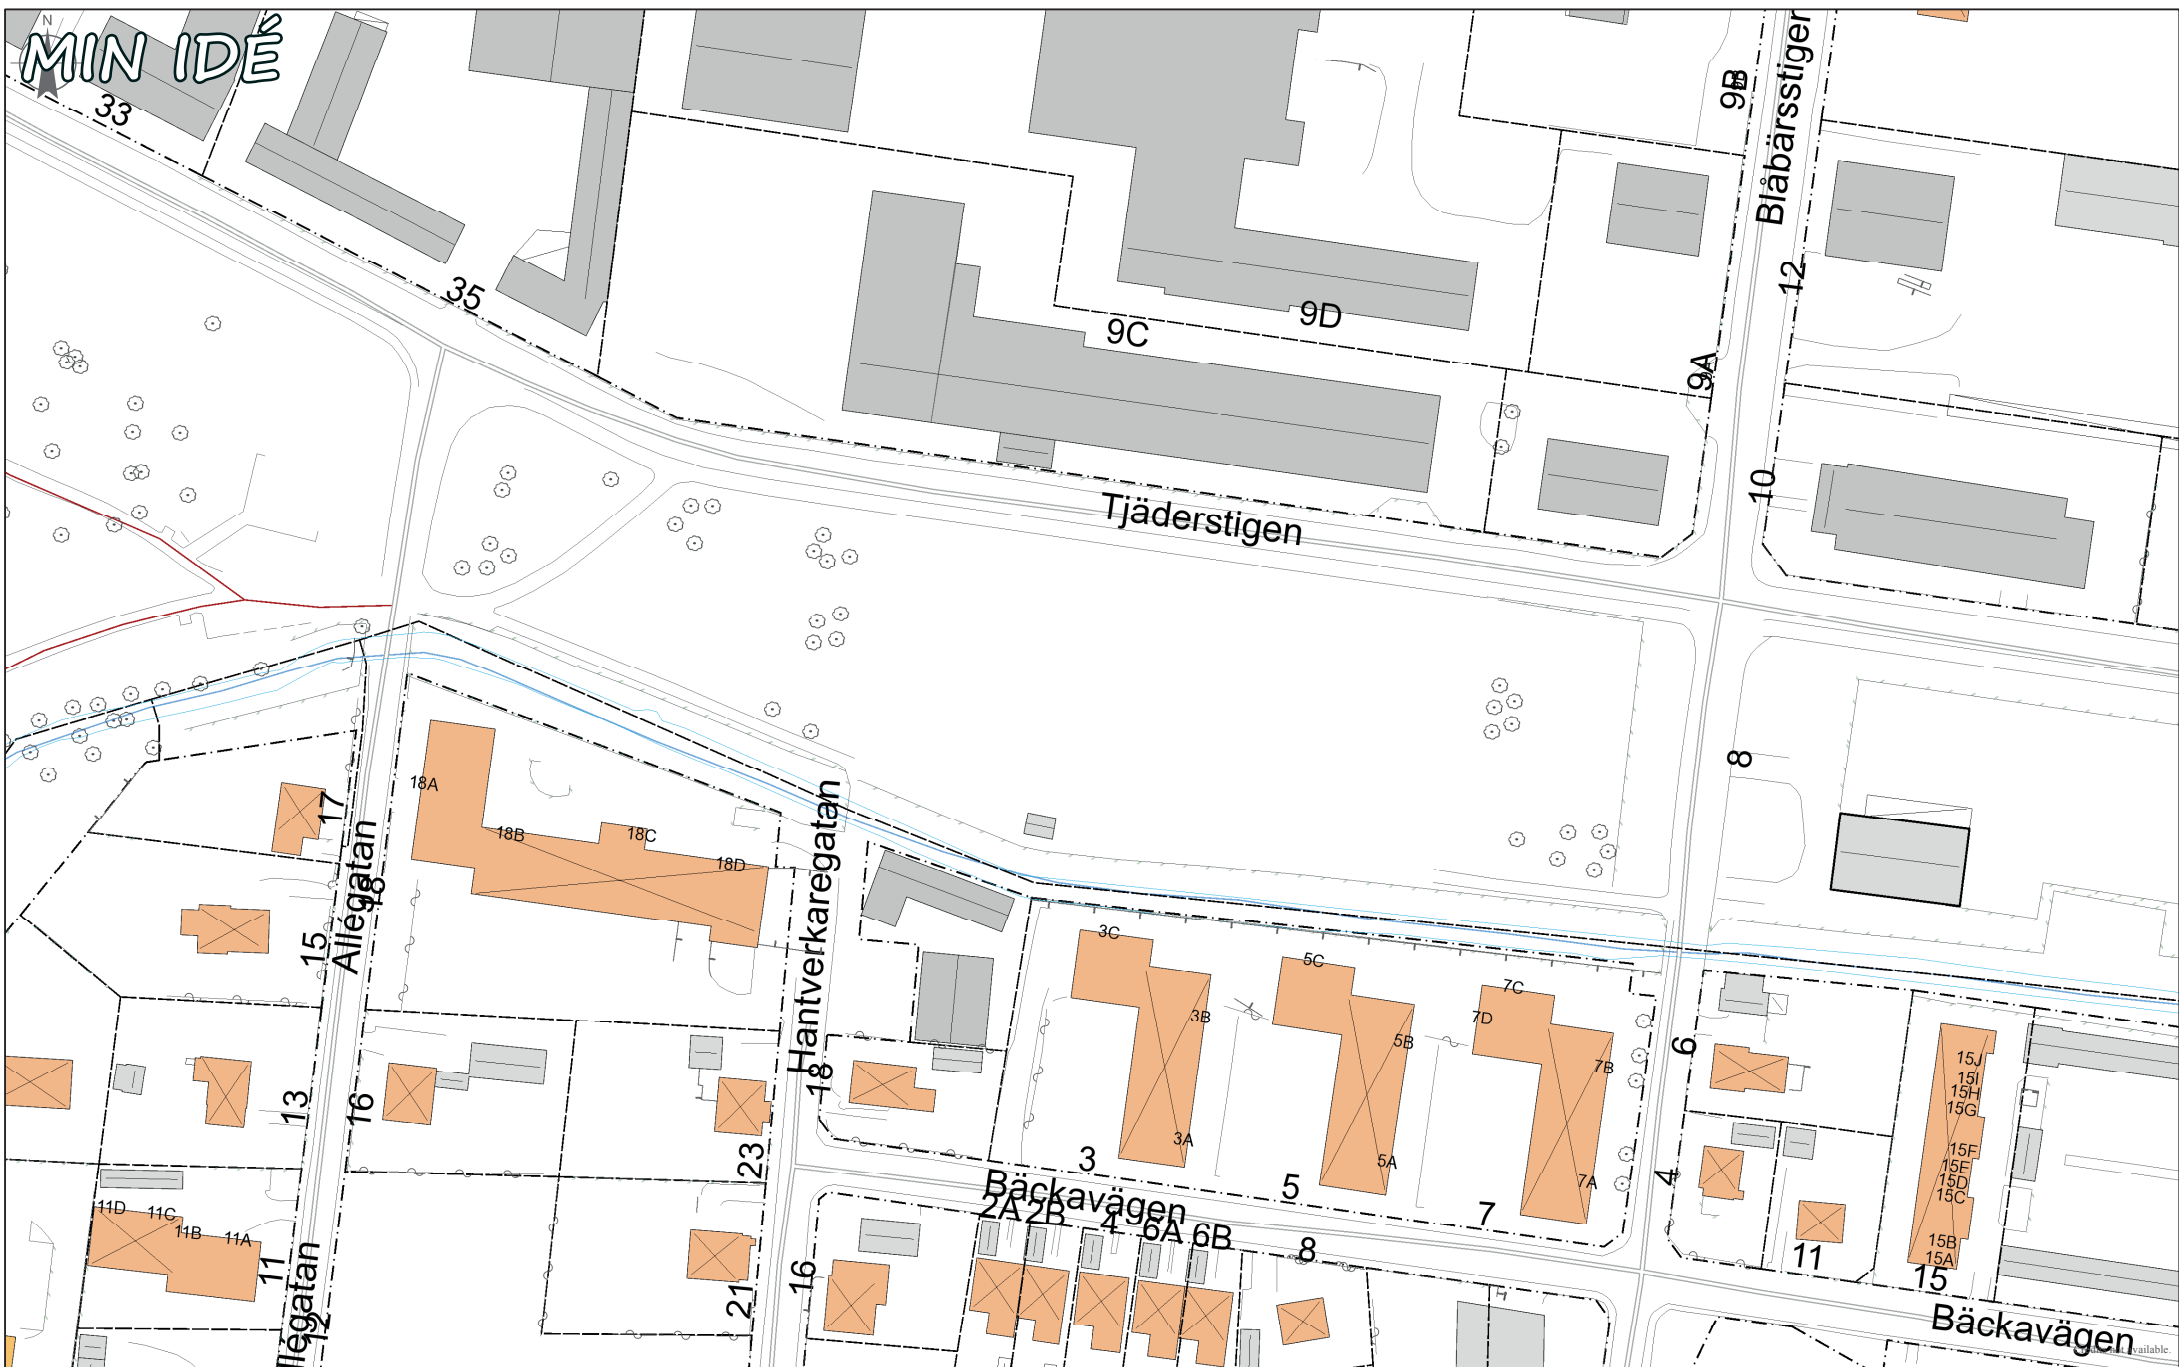 N
MIN IDÉ
33
35
9B
Blåbärsstigen
12
9C
9D
9A
10
Tjäderstigen
8
17
18A
18B
18C
18D
Allégatan
18
15
Hantverkaregatan
3C
5C
7C
7D
3B
5B
7B
3A
5A
7A
13
16
18
23
6
4
15J
15I
15H
15G
15F
15E
15D
15C
15B
15A
3
5
7
Bäckavägen
2A
2B
4
6A
6B
8
11D
11C
11B
11A
11
Allégatan
12
21
16
11
15
Bäckavägen